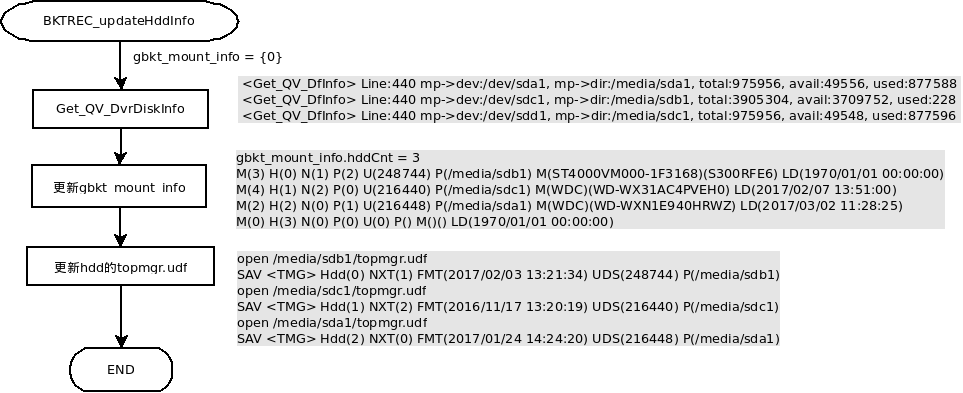 BKTREC_updateHddInfo
gbkt_mount_info = {0}
Get_QV_DvrDiskInfo
<Get_QV_DfInfo> Line:440 mp->dev:/dev/sda1, mp->dir:/media/sda1, total:975956, avail:49556, used:877588
<Get_QV_DfInfo> Line:440 mp->dev:/dev/sdc1, mp->dir:/media/sdb1, total:3905304, avail:3709752, used:228
<Get_QV_DfInfo> Line:440 mp->dev:/dev/sdd1, mp->dir:/media/sdc1, total:975956, avail:49548, used:877596
更新gbkt_mount_info
gbkt_mount_info.hddCnt = 3
M(3) H(0) N(1) P(2) U(248744) P(/media/sdb1) M(ST4000VM000-1F3168)(S300RFE6) LD(1970/01/01 00:00:00)
M(4) H(1) N(2) P(0) U(216440) P(/media/sdc1) M(WDC)(WD-WX31AC4PVEH0) LD(2017/02/07 13:51:00)
M(2) H(2) N(0) P(1) U(216448) P(/media/sda1) M(WDC)(WD-WXN1E940HRWZ) LD(2017/03/02 11:28:25)
M(0) H(3) N(0) P(0) U(0) P() M()() LD(1970/01/01 00:00:00)
更新hdd的topmgr.udf
open /media/sdb1/topmgr.udf
SAV <TMG> Hdd(0) NXT(1) FMT(2017/02/03 13:21:34) UDS(248744) P(/media/sdb1)
open /media/sdc1/topmgr.udf
SAV <TMG> Hdd(1) NXT(2) FMT(2016/11/17 13:20:19) UDS(216440) P(/media/sdc1)
open /media/sda1/topmgr.udf
SAV <TMG> Hdd(2) NXT(0) FMT(2017/01/24 14:24:20) UDS(216448) P(/media/sda1)
END